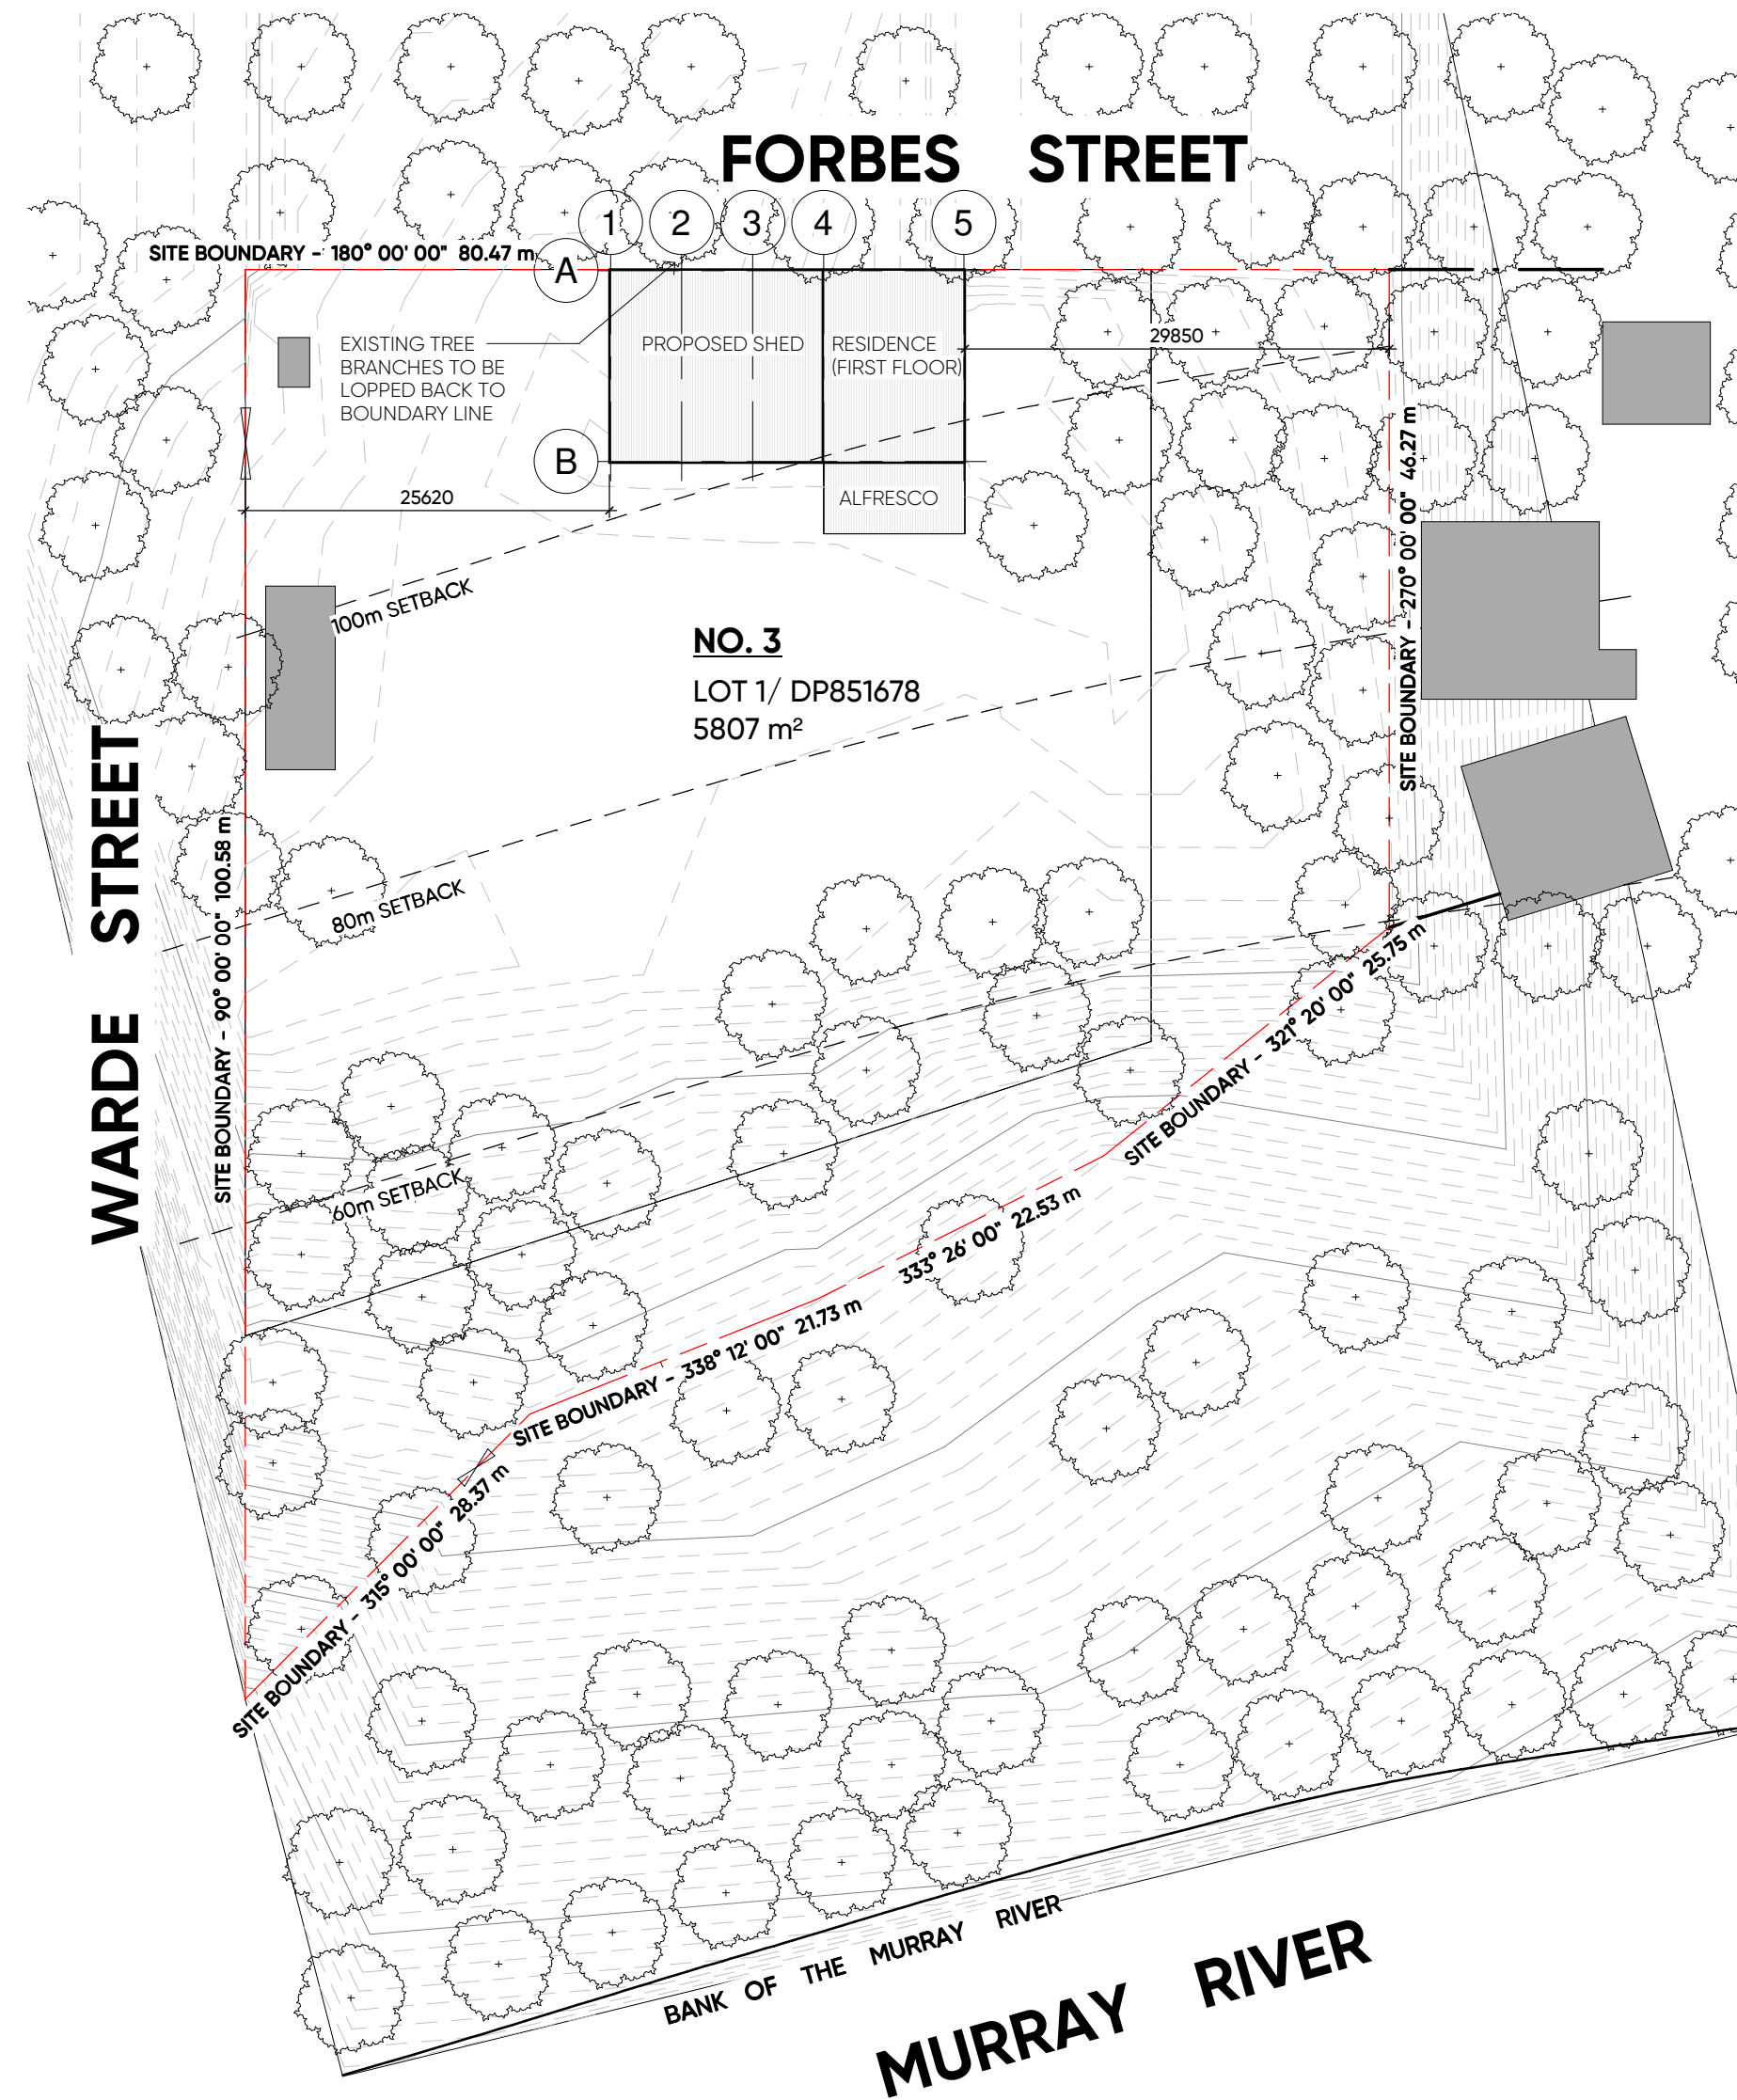 FORBES STREET
1 2 3 4 5
SITE BOUNDARY - 180° 00' 00" 80.47 m
A
EXISTING TREE
BRANCHES TO BE
LOPPED BACK TO
BOUNDARY LINE
PROPOSED SHED
RESIDENCE
(FIRST FLOOR)
29850
B
25620
ALFRESCO
SITE BOUNDARY - 270° 00' 00" 46.27 m
100m SETBACK
NO. 3
LOT 1/ DP851678
5807 m²
WARDE STREET
SITE BOUNDARY - 90° 00' 00" 100.58 m
80m SETBACK
60m SETBACK
SITE BOUNDARY - 321° 20' 00" 25.75 m
333° 26' 00" 22.53 m
SITE BOUNDARY - 338° 12' 00" 21.73 m
SITE BOUNDARY - 315° 00' 00" 28.37 m
BANK OF THE MURRAY RIVER
MURRAY RIVER